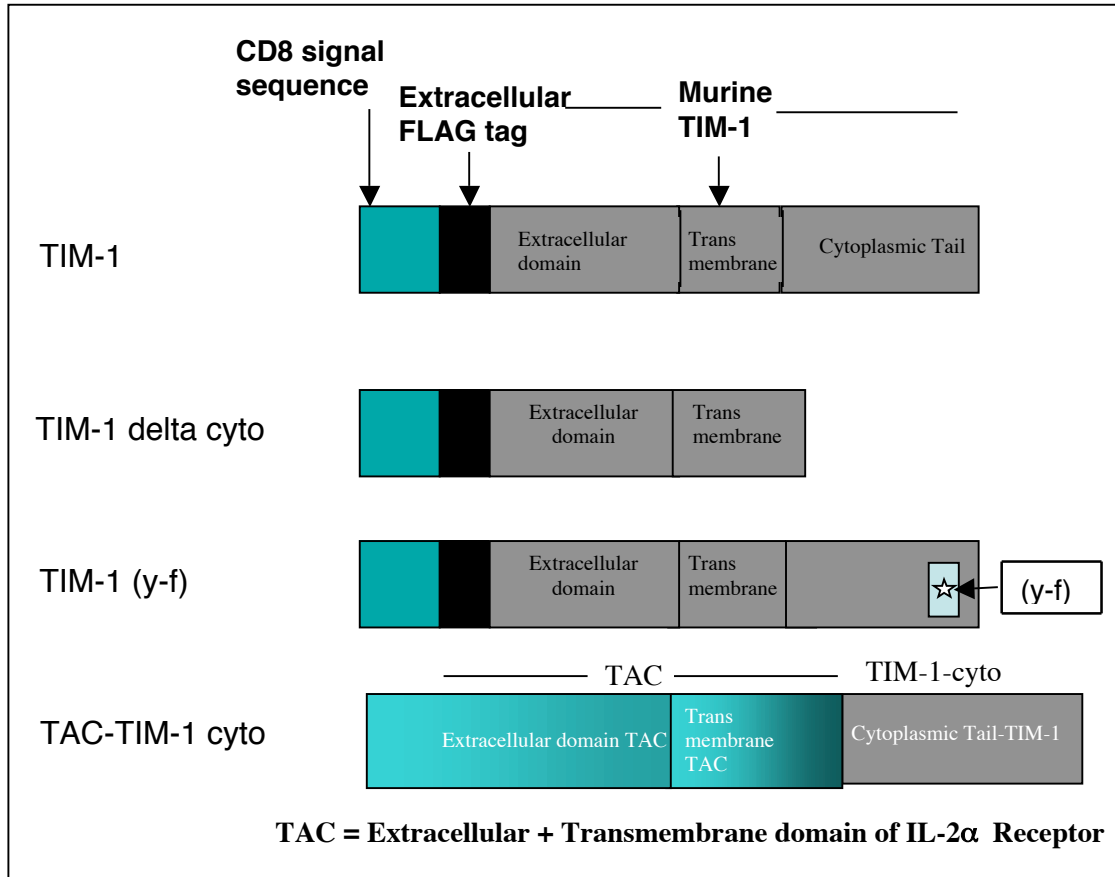 CD8 signal
sequence
Extracellular
FLAG tag
Murine
TIM-1
TIM-1
Extracellular
domain
Trans
membrane
Cytoplasmic Tail
TIM-1 delta cyto
Extracellular
domain
Trans
membrane
TIM-1 (y-f)
Extracellular
domain
Trans
membrane
(y-f)
TAC
TIM-1-cyto
TAC-TIM-1 cyto
Extracellular domain TAC
Trans
membrane
TAC
Cytoplasmic Tail-TIM-1
TAC = Extracellular + Transmembrane domain of IL-2α Receptor